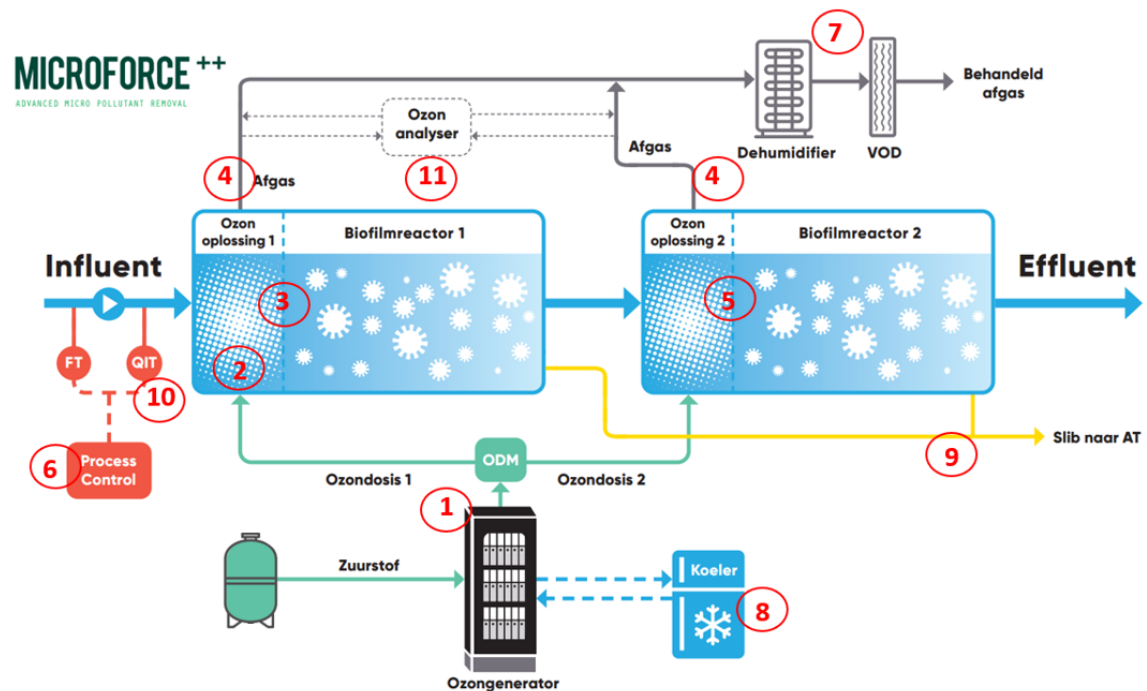 MICROFORCE ++
ADVANCED MICRO POLLUTANT REMOVAL
7
Behandeld
afgas
Ozon
analyser
Dehumidifier
VOD
Afgas
4
Afgas
11
4
Ozon
oplossing 1
Biofilmreactor 1
Ozon
oplossing 2
Biofilmreactor 2
Influent
Effluent
3
5
FT
QIT
2
10
6
Process
Control
ODM
9
Slib naar AT
Ozondosis 1
Ozondosis 2
1
Zuurstof
Koeler
8
Ozongenerator